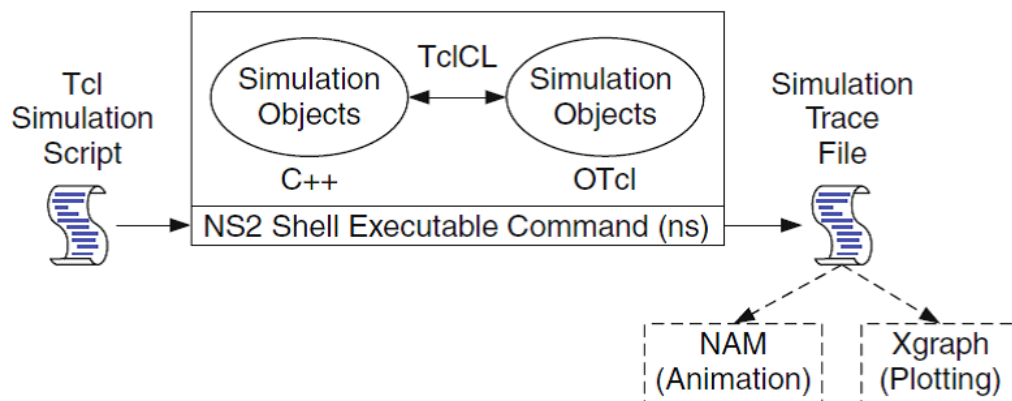 Tcl
Simulation
Script
TclCL
Simulation
Objects
Simulation
Objects
C++
OTcl
NS2 Shell Executable Command (ns)
Simulation
Trace
File
NAM
(Animation)
Xgraph
(Plotting)